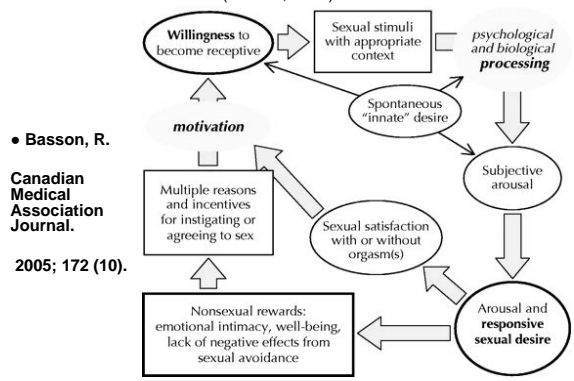 Willingness to
become receptive
Sexual stimuli
with appropriate
context
psychological
and biological
processing
Spontaneous
"innate" desire
motivation
● Basson, R.
Canadian
Medical
Association
Journal.
2005; 172 (10).
Subjective
arousal
Multiple reasons
and incentives
for instigating or
agreeing to sex
Sexual satisfaction
with or without
orgasm(s)
Nonsexual rewards:
emotional intimacy, well-being,
lack of negative effects from
sexual avoidance
Arousal and
responsive
sexual desire